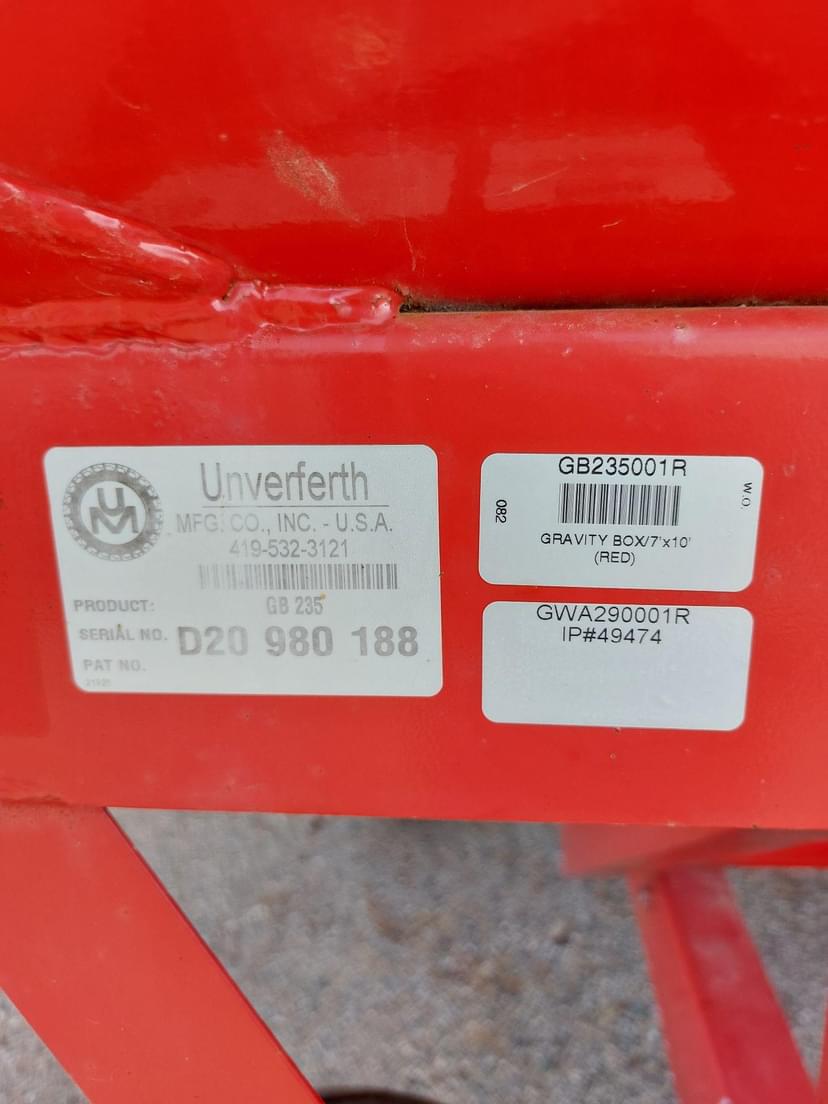 UM
Unverferth
MFG. CO., INC. - U.S.A.
419-532-3121
PRODUCT: GB 235
SERIAL NO. D20 980 188
PAT NO.
GB235001R
082
W.O.
GRAVITY BOX/7'x10'
(RED)
GWA290001R
IP#49474